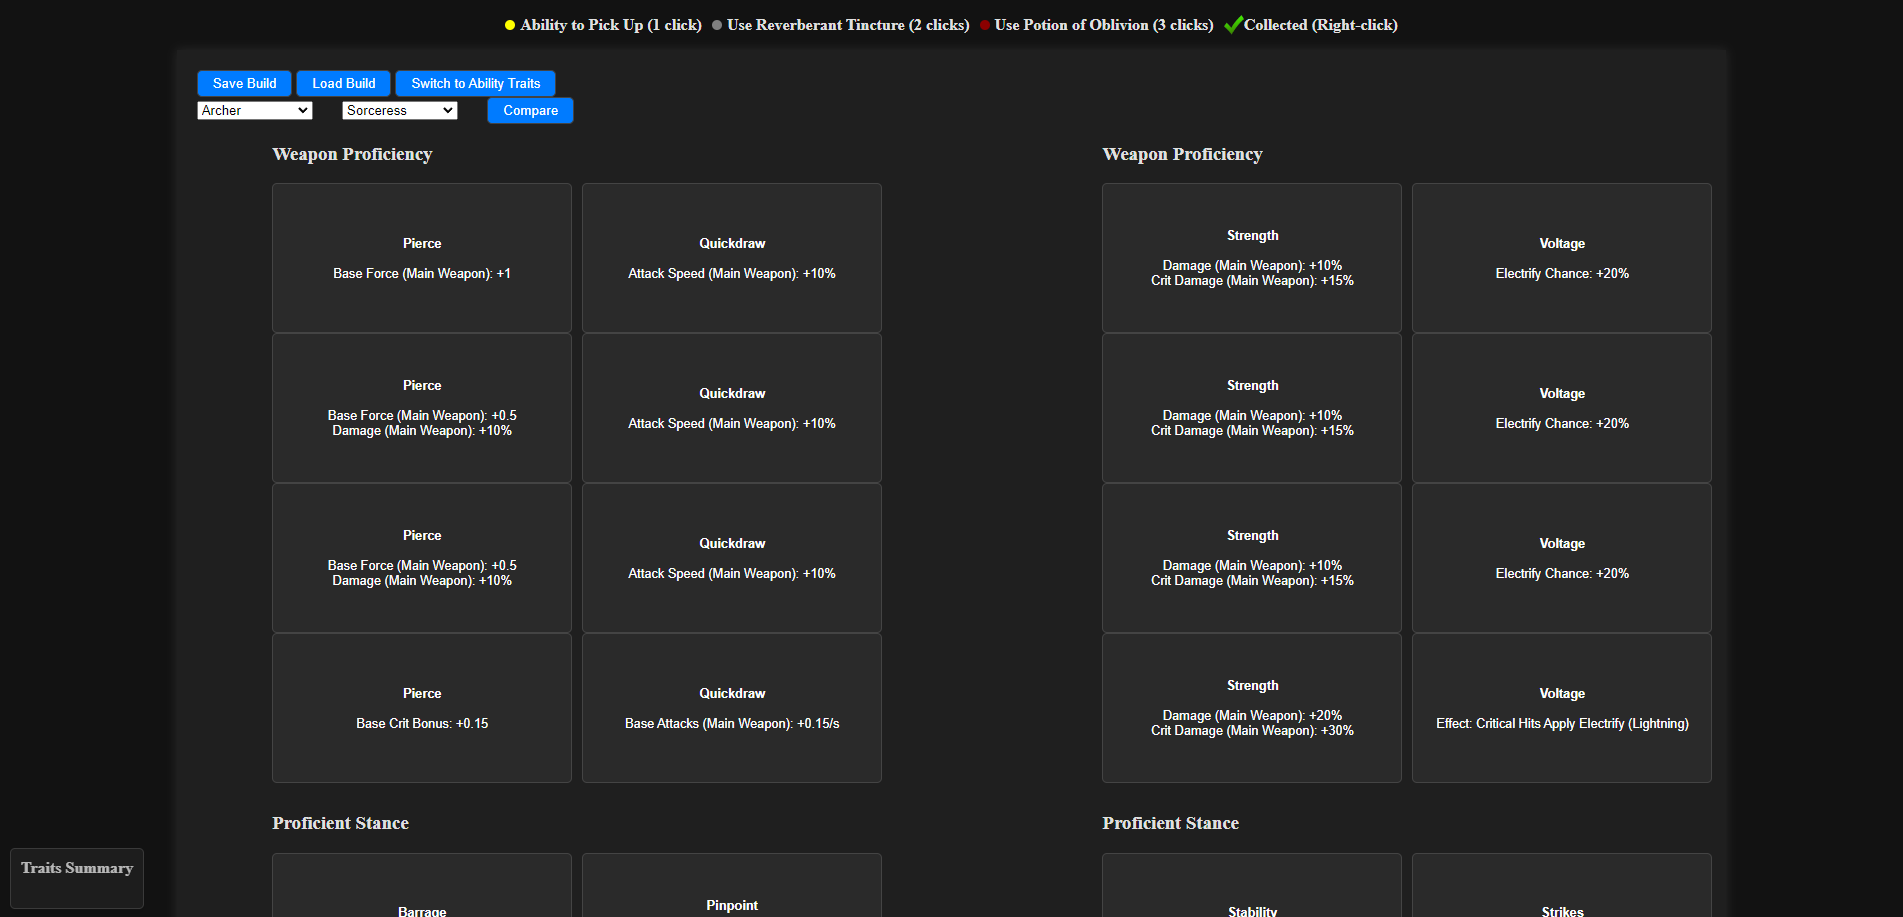 Ability to Pick Up (1 click) Use Reverberant Tincture (2 clicks) Use Potion of Oblivion (3 clicks) Collected (Right-click)
Save Build Load Build Switch to Ability Traits
Archer Sorceress Compare
Weapon Proficiency
Pierce
Base Force (Main Weapon): +1
Quickdraw
Attack Speed (Main Weapon): +10%
Pierce
Base Force (Main Weapon): +0.5
Damage (Main Weapon): +10%
Quickdraw
Attack Speed (Main Weapon): +10%
Pierce
Base Force (Main Weapon): +0.5
Damage (Main Weapon): +10%
Quickdraw
Attack Speed (Main Weapon): +10%
Pierce
Base Crit Bonus: +0.15
Quickdraw
Base Attacks (Main Weapon): +0.15/s
Proficient Stance
Barrage
Pinpoint
Weapon Proficiency
Strength
Damage (Main Weapon): +10%
Crit Damage (Main Weapon): +15%
Voltage
Electrify Chance: +20%
Strength
Damage (Main Weapon): +10%
Crit Damage (Main Weapon): +15%
Voltage
Electrify Chance: +20%
Strength
Damage (Main Weapon): +10%
Crit Damage (Main Weapon): +15%
Voltage
Electrify Chance: +20%
Strength
Damage (Main Weapon): +20%
Crit Damage (Main Weapon): +30%
Voltage
Effect: Critical Hits Apply Electrify (Lightning)
Proficient Stance
Stability
Strikes
Traits Summary